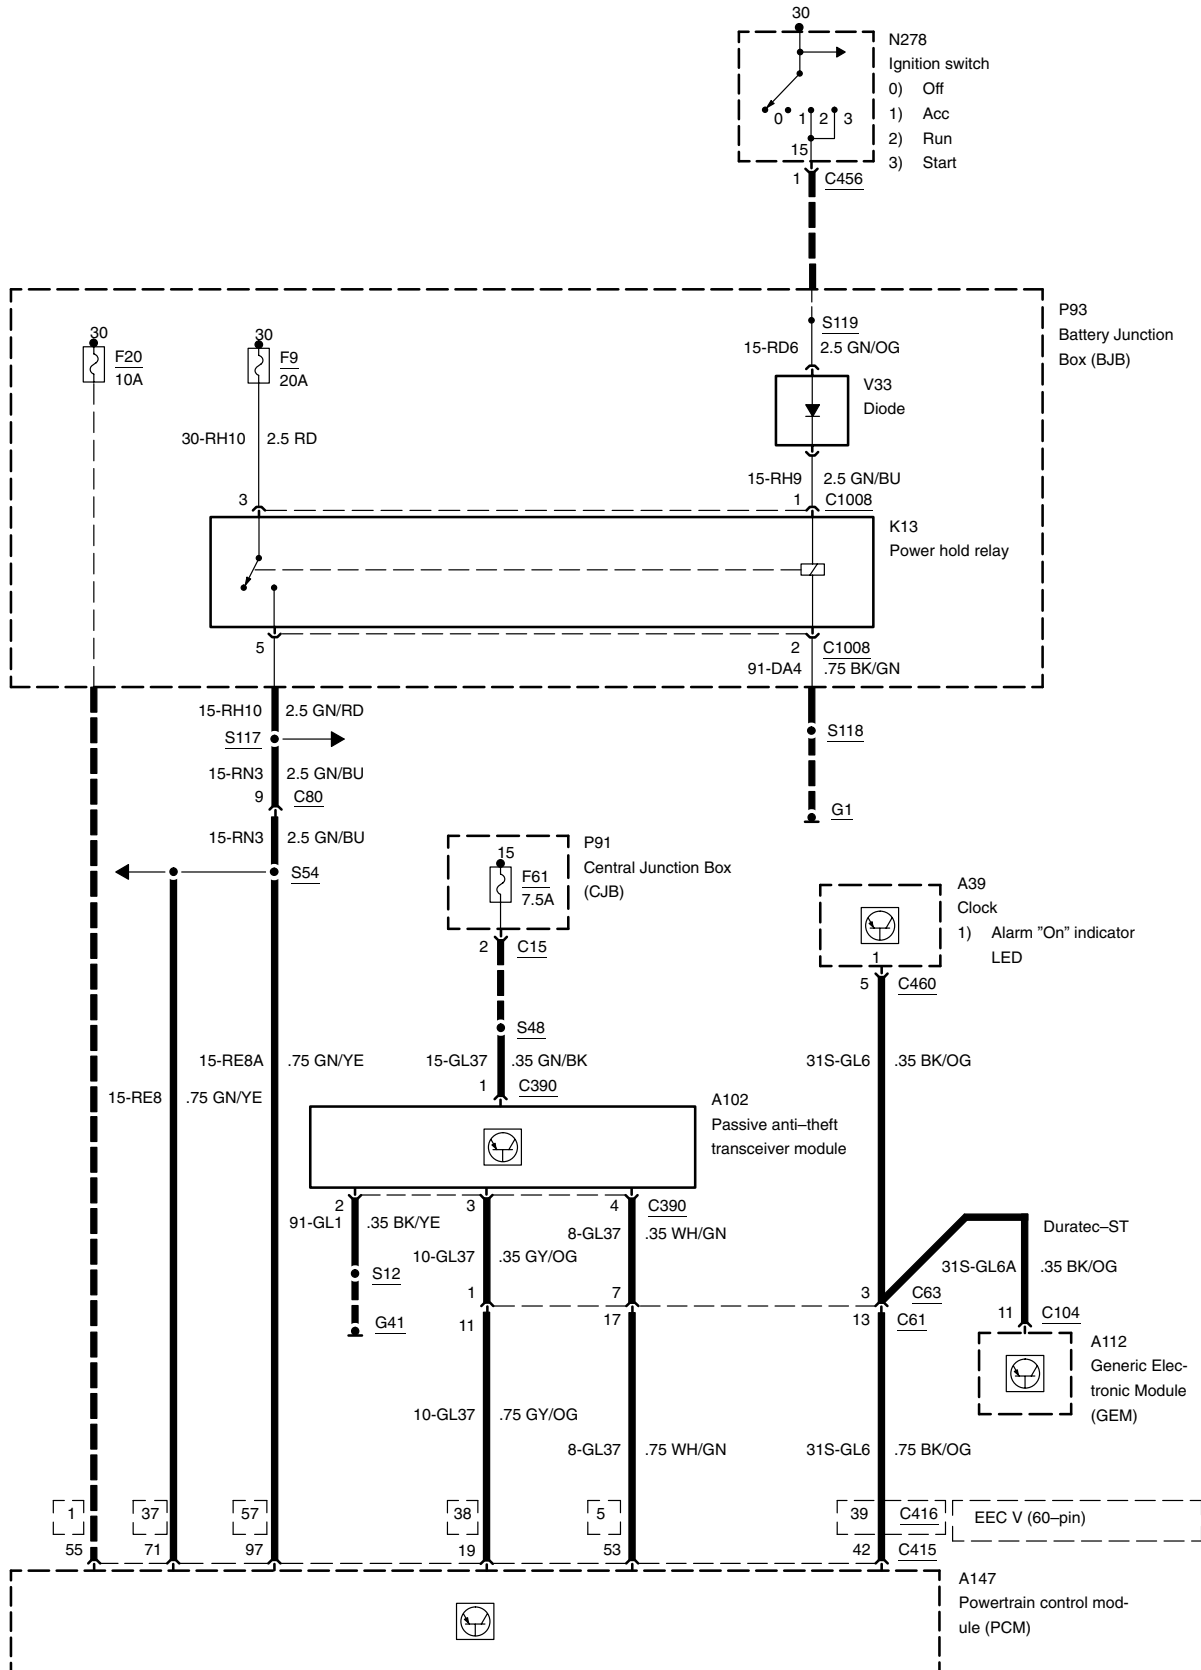 30
N278
Ignition switch
0) Off
1) Acc
2) Run
3) Start
0 1 2 3
15
1 C456
P93
Battery Junction
Box (BJB)
30
F20
10A
30
F9
20A
S119
15-RD6 2.5 GN/OG
V33
Diode
30-RH10 2.5 RD
15-RH9 2.5 GN/BU
3
1 C1008
K13
Power hold relay
5
2 C1008
91-DA4 .75 BK/GN
15-RH10 2.5 GN/RD
S117
S118
15-RN3 2.5 GN/BU
9 C80
G1
15-RN3 2.5 GN/BU
S54
P91
Central Junction Box
(CJB)
15
F61
7.5A
2 C15
A39
Clock
1) Alarm ”On” indicator
LED
1
5 C460
S48
15-RE8A .75 GN/YE
15-GL37 .35 GN/BK
31S-GL6 .35 BK/OG
1 C390
15-RE8 .75 GN/YE
A102
Passive anti–theft
transceiver module
2 3 4 C390
91-GL1 .35 BK/YE
8-GL37 .35 WH/GN
Duratec–ST
10-GL37 .35 GY/OG
31S-GL6A .35 BK/OG
S12
1 7 3 C63
G41
11 17 13 C61
11 C104
A112
Generic Elec-
tronic Module
(GEM)
10-GL37 .75 GY/OG
8-GL37 .75 WH/GN
31S-GL6 .75 BK/OG
1 37 57 38 5 39 C416
EEC V (60–pin)
55 71 97 19 53 42 C415
A147
Powertrain control mod-
ule (PCM)